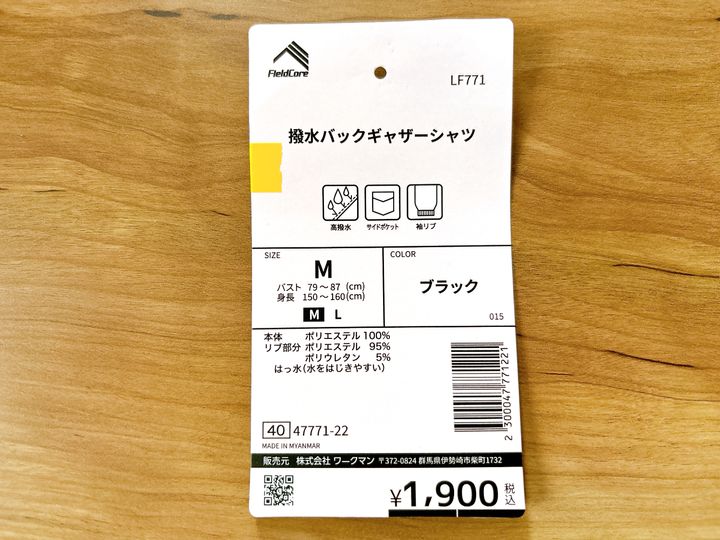 FieldCore
LF771
撥水バックギャザーシャツ
高撥水 サイドポケット 袖リブ
SIZE
M
バスト 79～87 (cm)
身長 150～160(cm)
M L
COLOR
ブラック
015
本体 ポリエステル100%
リブ部分 ポリエステル 95%
ポリウレタン 5%
はっ水(水をはじきやすい)
2 300047 771221
40 47771-22
MADE IN MYANMAR
販売元 株式会社 ワークマン 〒372-0824 群馬県伊勢崎市柴町1732
¥1,900 税込